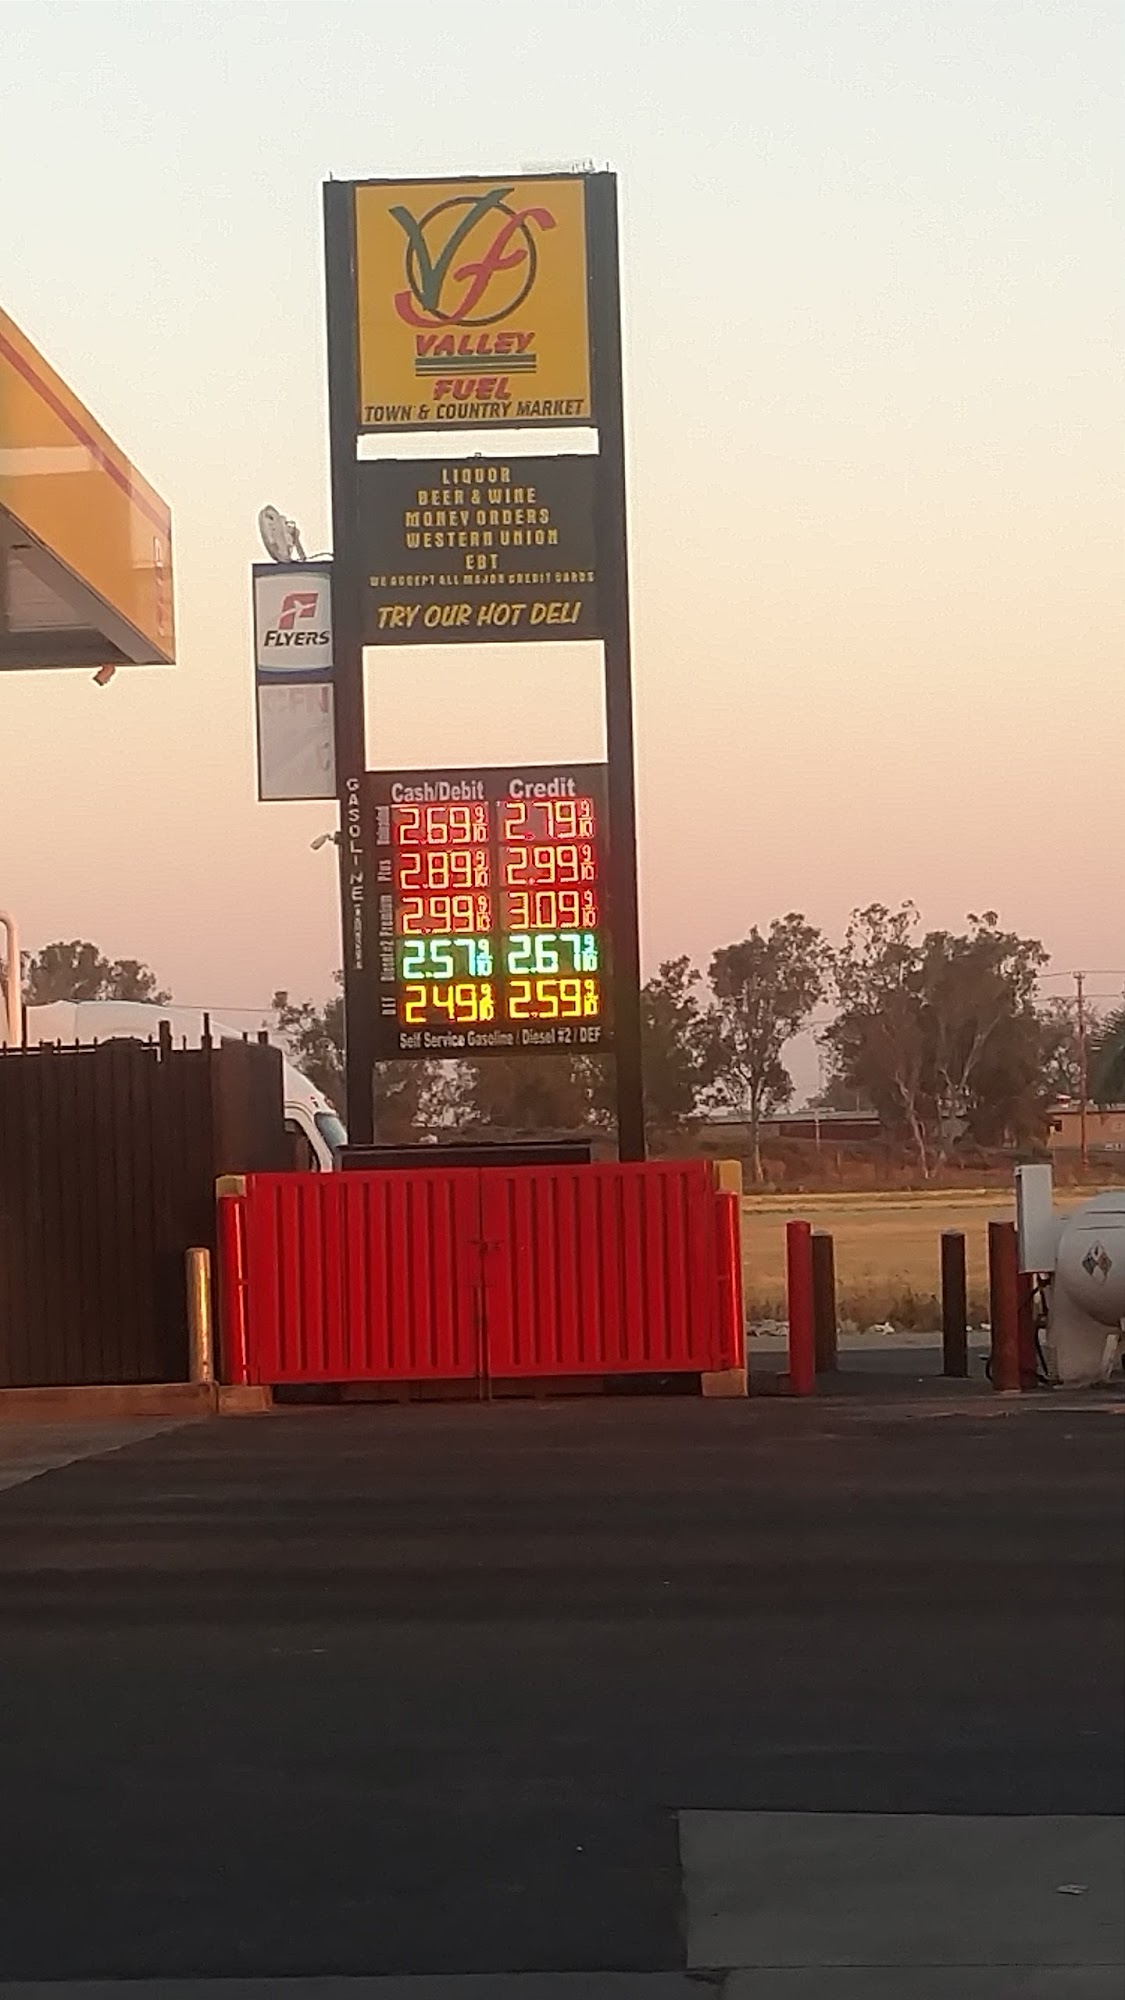 Vf
VALLEY
FUEL
TOWN & COUNTRY MARKET
LIQUOR
BEER & WINE
MONEY ORDERS
WESTERN UNION
EBT
WE ACCEPT ALL MAJOR CREDIT CARDS
TRY OUR HOT DELI
F
FLYERS
CFN
GASOLINE
Cash/Debit Credit
Unleaded 2.69 9/10 2.79 9/10
Plus 2.89 9/10 2.99 9/10
Premium 2.99 9/10 3.09 9/10
Diesel #2 2.57 9/10 2.67 9/10
DEF 2.49 9/10 2.59 9/10
Self Service Gasoline / Diesel #2 / DEF